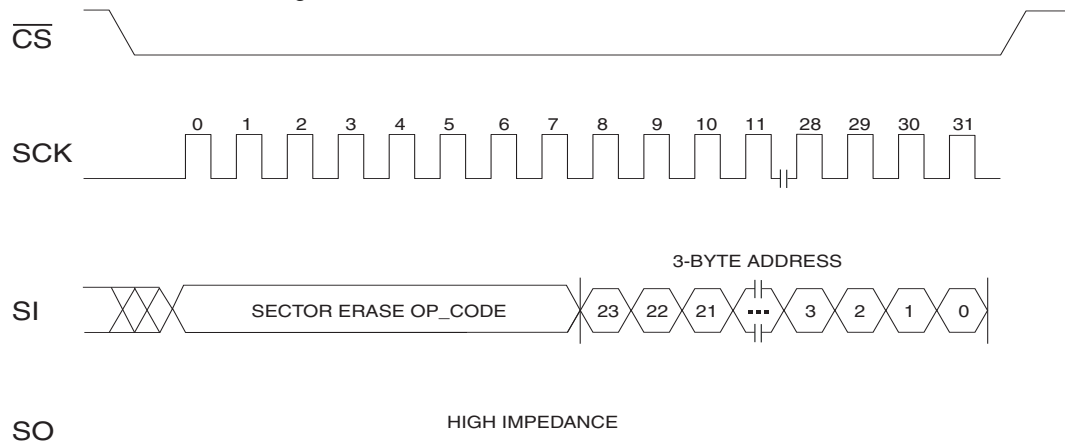 CS
SCK
0 1 2 3 4 5 6 7 8 9 10 11 28 29 30 31
3-BYTE ADDRESS
SI
SECTOR ERASE OP_CODE
23 22 21 ... 3 2 1 0
SO
HIGH IMPEDANCE